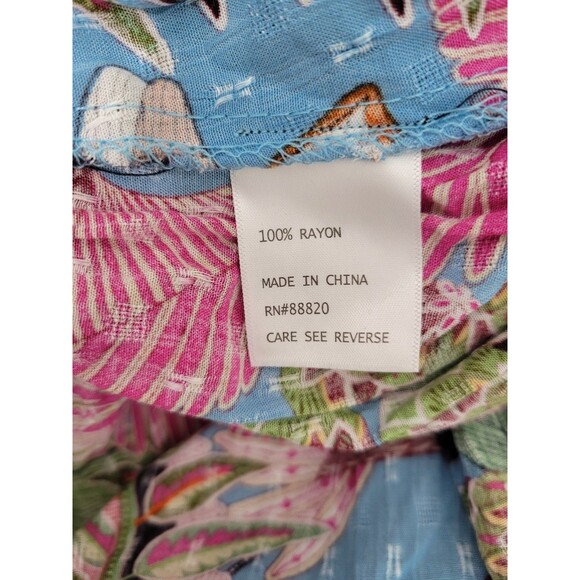 100% RAYON
MADE IN CHINA
RN#88820
CARE SEE REVERSE